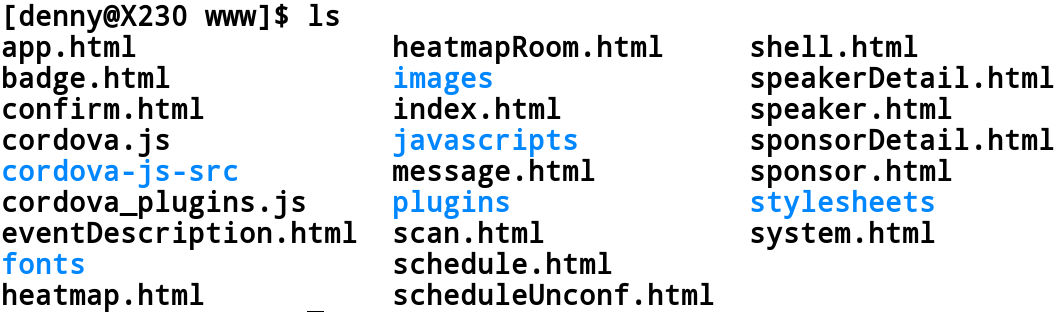 [denny@X230 www]$ ls
app.html heatmapRoom.html shell.html
badge.html images speakerDetail.html
confirm.html index.html speaker.html
cordova.js javascripts sponsorDetail.html
cordova-js-src message.html sponsor.html
cordova_plugins.js plugins stylesheets
eventDescription.html scan.html system.html
fonts schedule.html
heatmap.html scheduleUnconf.html